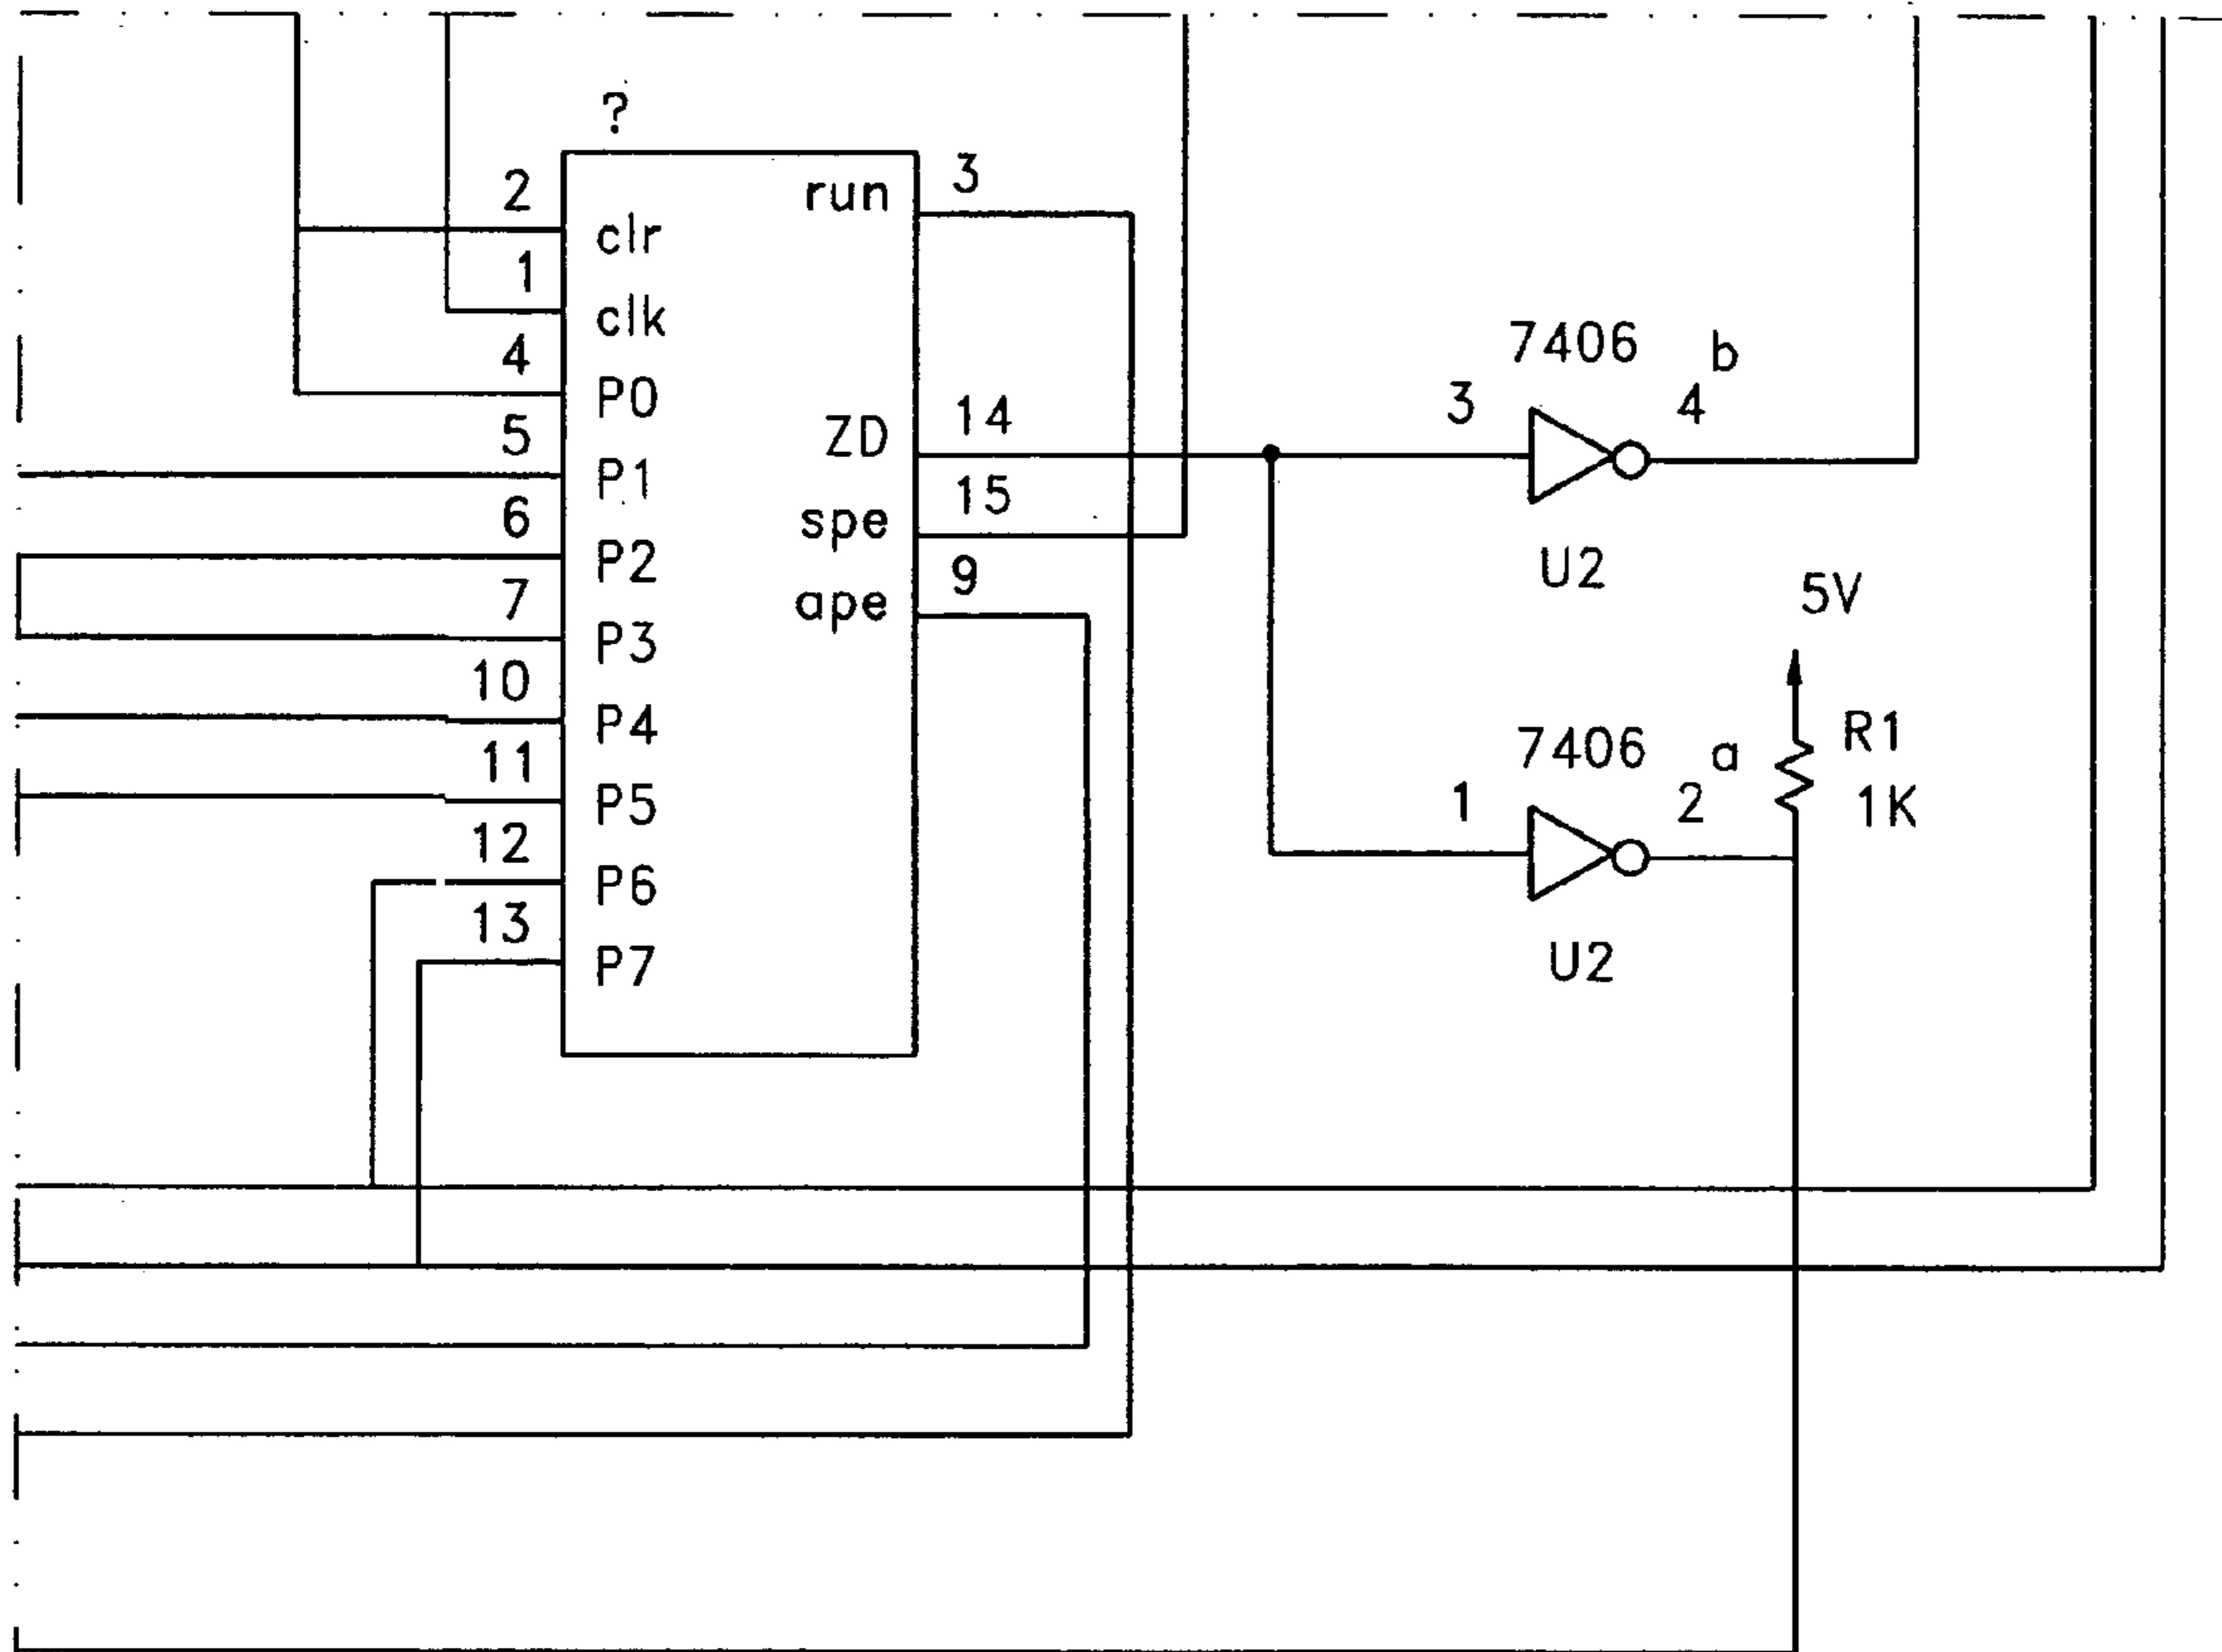 ?
2 run 3
clr
1
clk
4
P0
5 ZD 14
P1
6 spe 15
P2
7 ape 9
P3
10
P4
11
P5
12
P6
13
P7
7406 b
3 4
U2
5V
7406 a R1
1 2 1K
U2